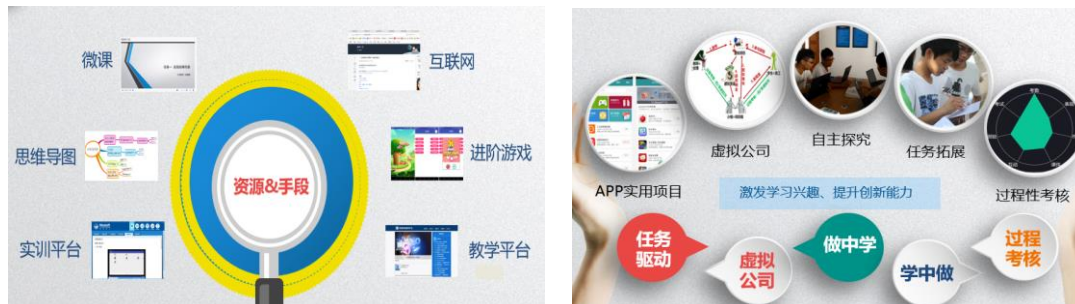 微课
互联网
思维导图
资源&手段
进阶游戏
实训平台
教学平台
虚拟公司
自主探究
任务拓展
APP实用项目
激发学习兴趣、提升创新能力
过程性考核
任务
驱动
虚拟
公司
做中学
学中做
过程
考核